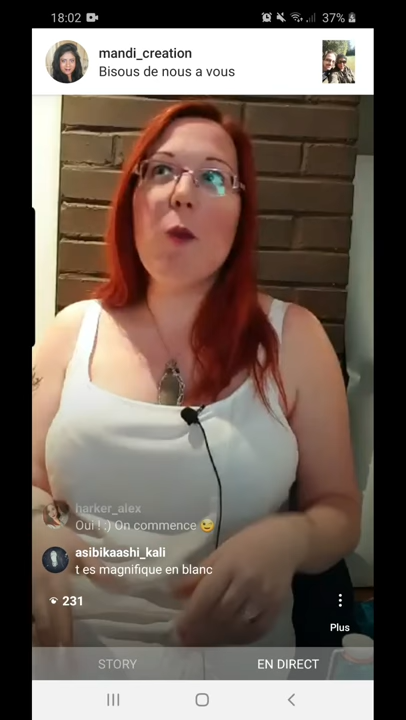 18:02
37%
mandi_creation
Bisous de nous a vous
harker_alex
Oui ! :) On commence 😉
asibikaashi_kali
t es magnifique en blanc
231
Plus
STORY
EN DIRECT